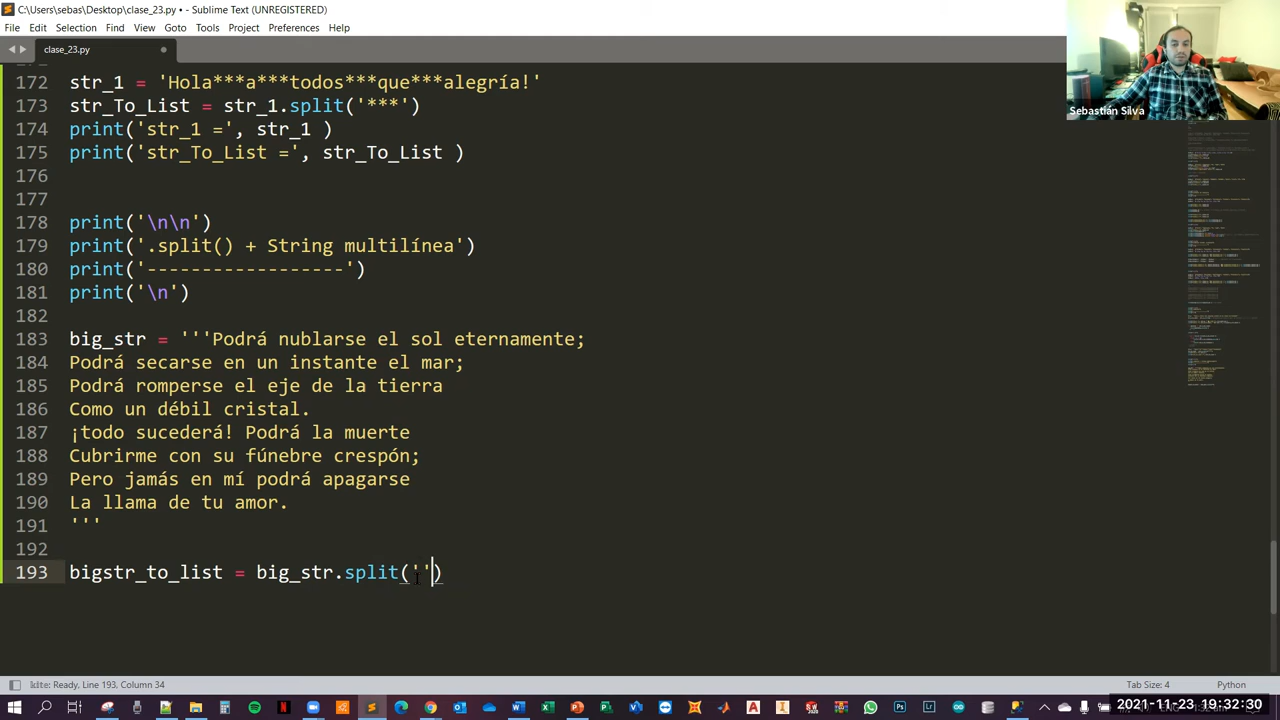 C:\Users\sebas\Desktop\clase_23.py • - Sublime Text (UNREGISTERED)
File Edit Selection Find View Goto Tools Project Preferences Help
clase_23.py
Sebastián Silva
172 str_1 = 'Hola***a***todos***que***alegría!'
173 str_To_List = str_1.split('***')
174 print('str_1 =', str_1 )
175 print('str_To_List =', str_To_List )
176
177
178 print('\n\n')
179 print('.split() + String multilinea')
180 print('------------------')
181 print('\n')
182
183 big_str = '''Podrá nublarse el sol eternamente;
184 Podrá secarse en un instante el mar;
185 Podrá romperse el eje de la tierra
186 Como un débil cristal.
187 ¡todo sucederá! Podrá la muerte
188 Cubrirme con su fúnebre crespón;
189 Pero jamás en mí podrá apagarse
190 La llama de tu amor.
191 '''
192
193 bigstr_to_list = big_str.split('')
kite: Ready, Line 193, Column 34 Tab Size: 4 Python
2021-11-23 19:32:30